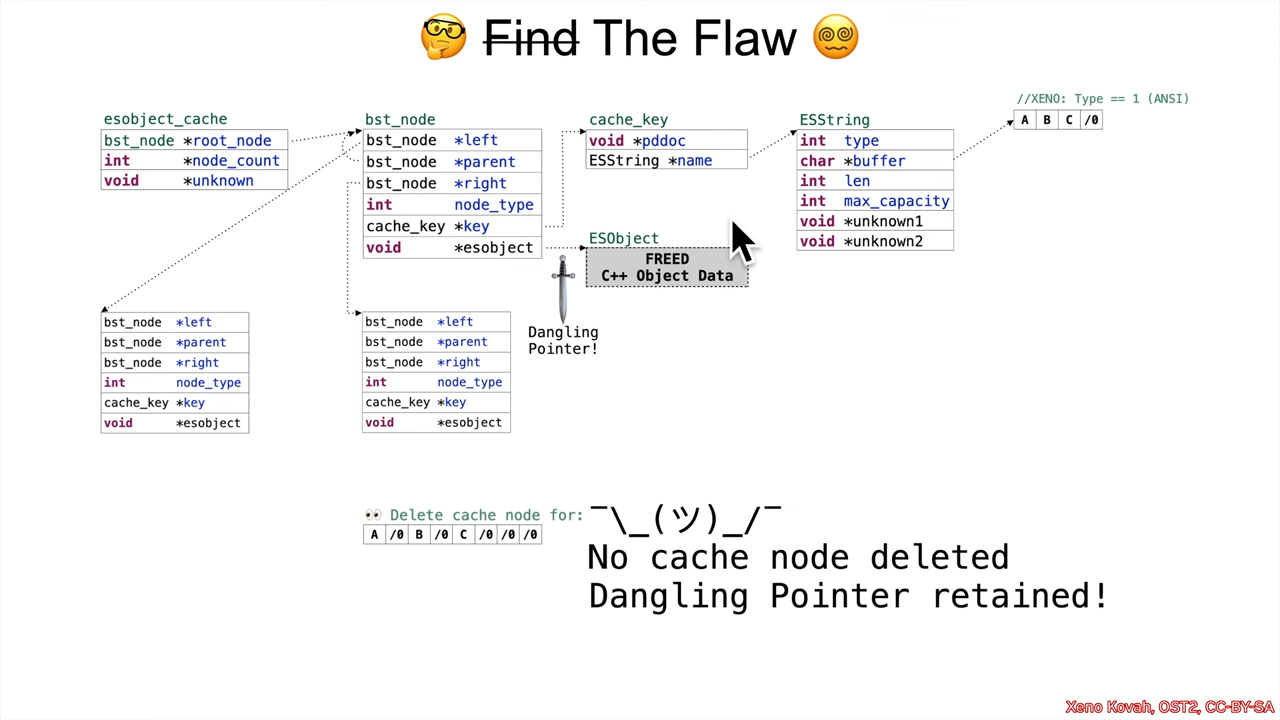 🤓 Find The Flaw 😵‍💫
//XENO: Type == 1 (ANSI)
A B C /0
esobject_cache
bst_node *root_node
int *node_count
void *unknown
bst_node
bst_node *left
bst_node *parent
bst_node *right
int node_type
cache_key *key
void *esobject
cache_key
void *pddoc
ESString *name
ESString
int type
char *buffer
int len
int max_capacity
void *unknown1
void *unknown2
ESObject
FREED
C++ Object Data
Dangling
Pointer!
bst_node *left
bst_node *parent
bst_node *right
int node_type
cache_key *key
void *esobject
bst_node *left
bst_node *parent
bst_node *right
int node_type
cache_key *key
void *esobject
👀 Delete cache node for:
A /0 B /0 C /0 /0 /0
¯\_(ツ)_/¯
No cache node deleted
Dangling Pointer retained!
Xeno Kovah, OST2, CC-BY-SA